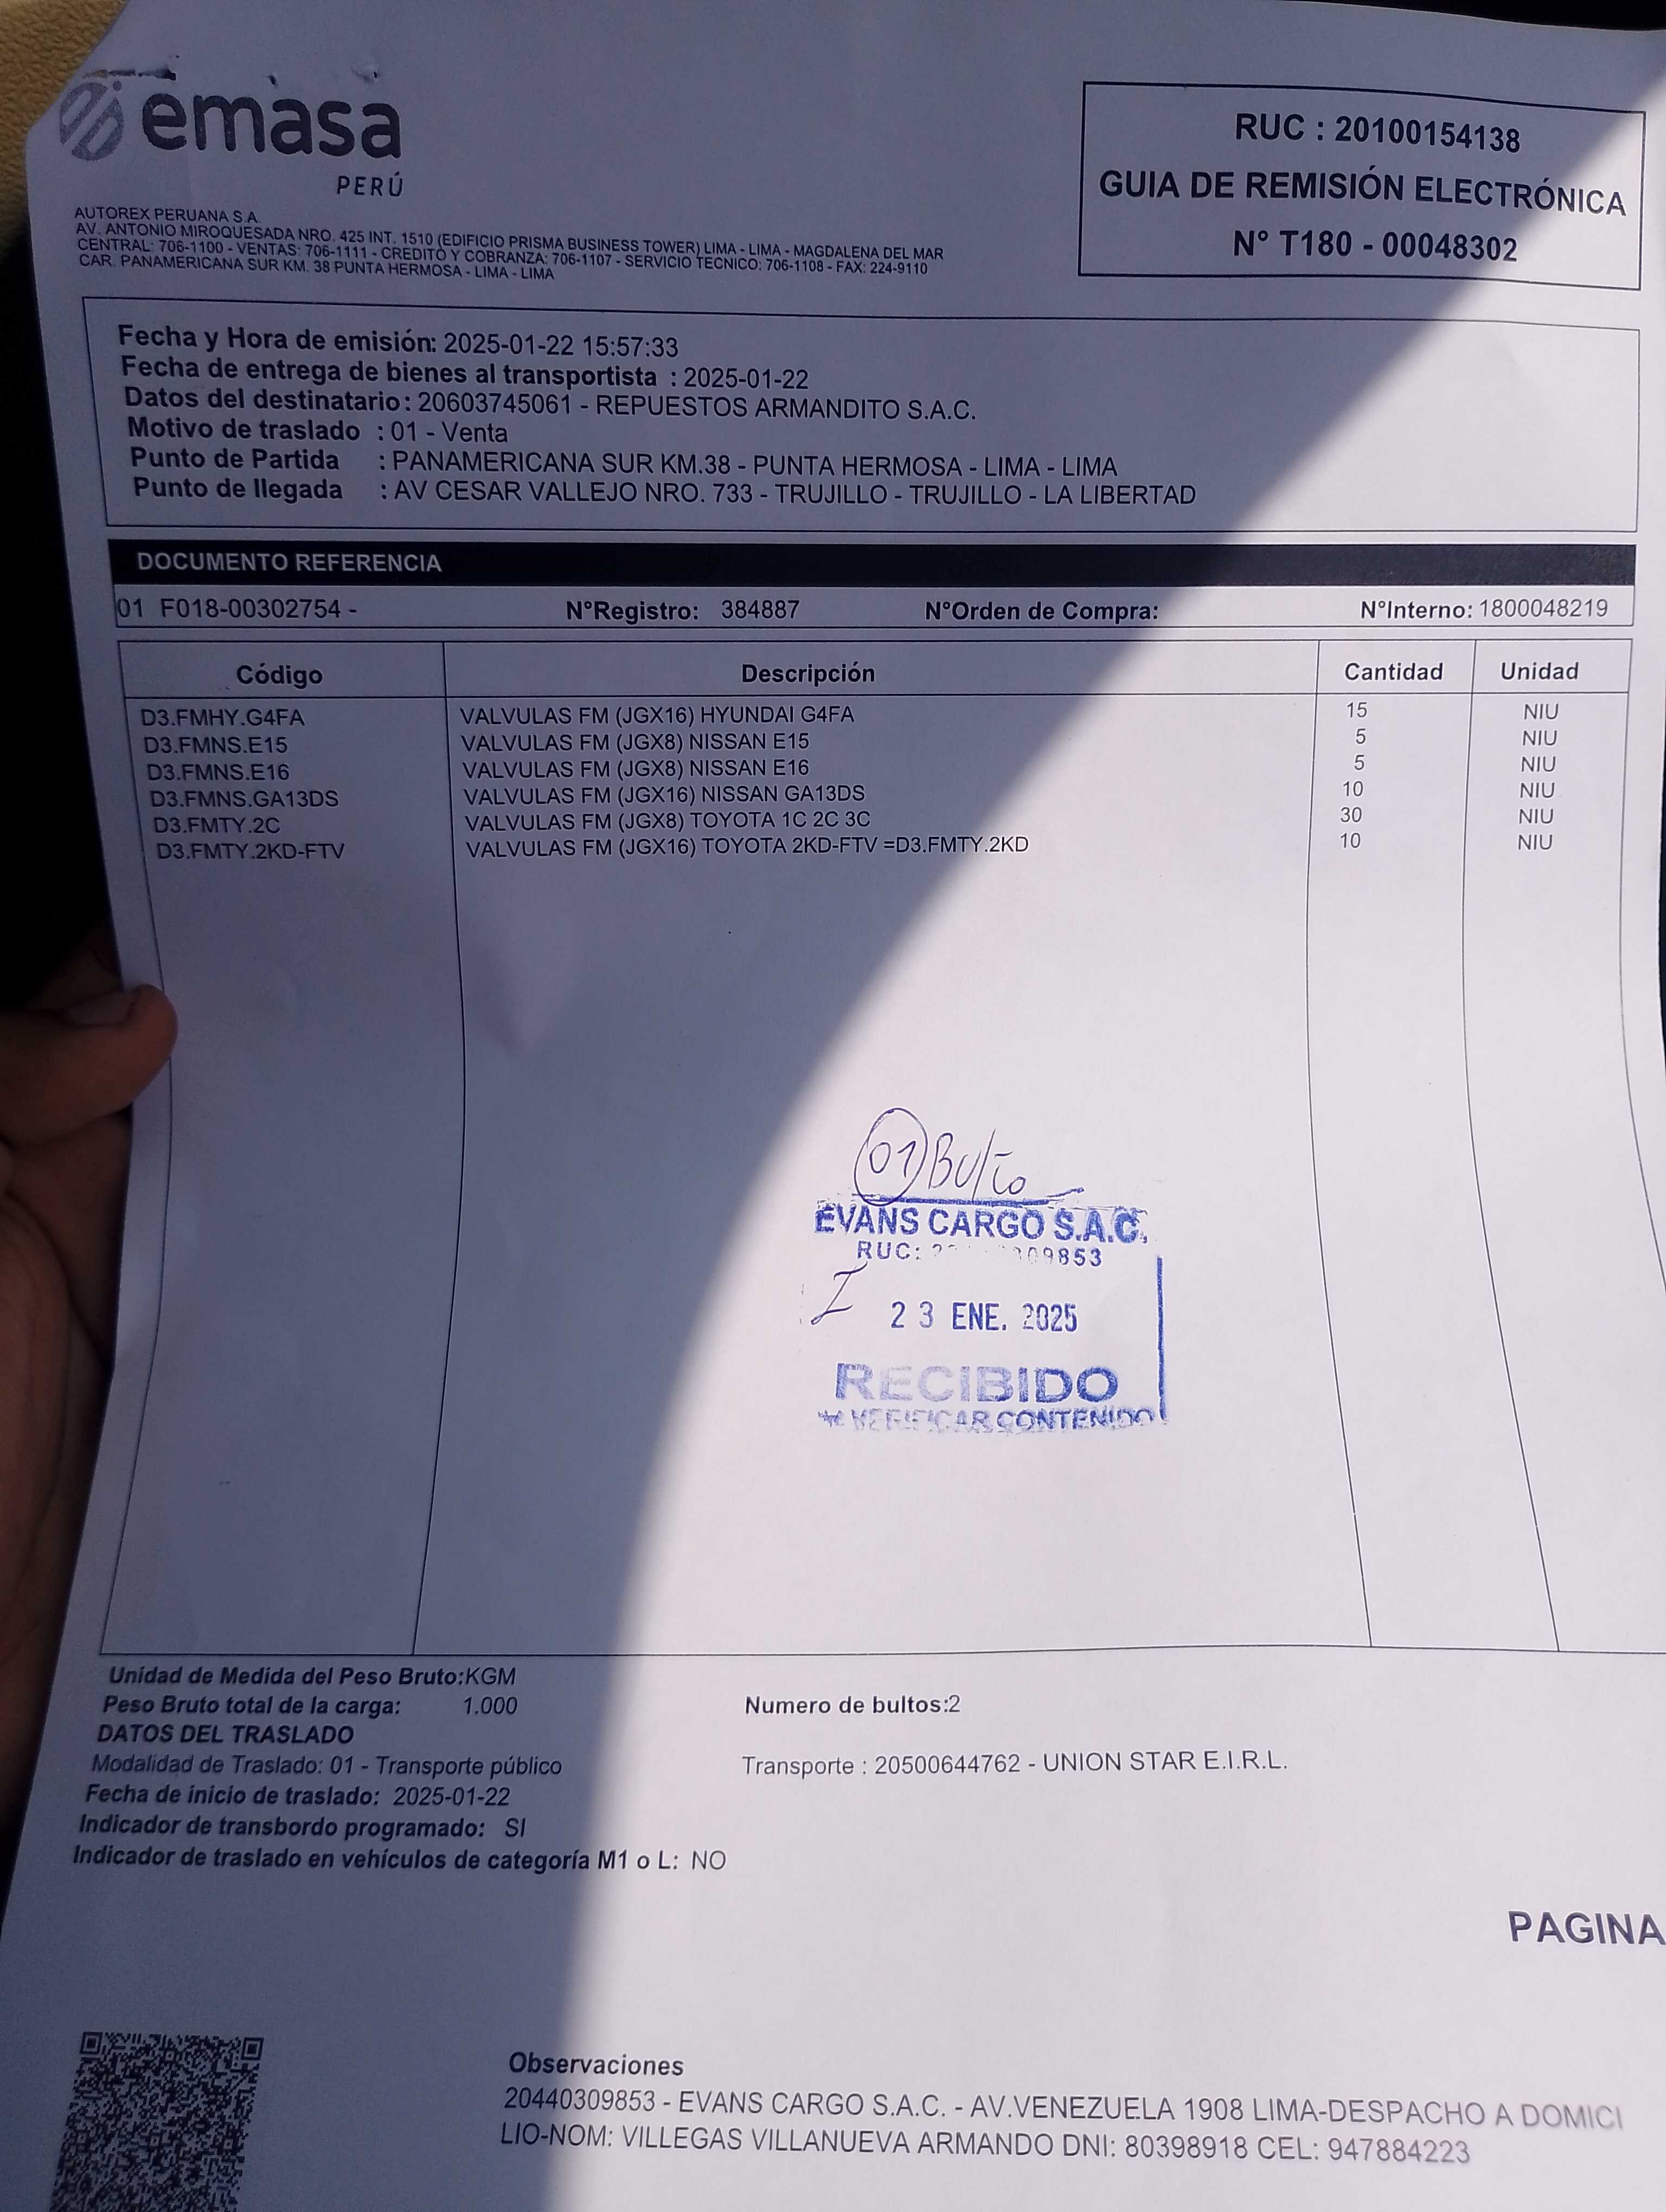 emasa
PERÚ
RUC : 20100154138
GUIA DE REMISIÓN ELECTRÓNICA
N° T180 - 00048302
AUTOREX PERUANA S.A.
AV. ANTONIO MIROQUESADA NRO. 425 INT. 1510 (EDIFICIO PRISMA BUSINESS TOWER) LIMA - LIMA - MAGDALENA DEL MAR
CENTRAL: 706-1100 - VENTAS: 706-1111 - CREDITO Y COBRANZA: 706-1107 - SERVICIO TECNICO: 706-1108 - FAX: 224-9110
CAR. PANAMERICANA SUR KM. 38 PUNTA HERMOSA - LIMA - LIMA
Fecha y Hora de emisión: 2025-01-22 15:57:33
Fecha de entrega de bienes al transportista : 2025-01-22
Datos del destinatario: 20603745061 - REPUESTOS ARMANDITO S.A.C.
Motivo de traslado : 01 - Venta
Punto de Partida : PANAMERICANA SUR KM.38 - PUNTA HERMOSA - LIMA - LIMA
Punto de llegada : AV CESAR VALLEJO NRO. 733 - TRUJILLO - TRUJILLO - LA LIBERTAD
DOCUMENTO REFERENCIA
01 F018-00302754 - N°Registro: 384887 N°Orden de Compra: N°Interno: 1800048219
Código Descripción Cantidad Unidad
D3.FMHY.G4FA VALVULAS FM (JGX16) HYUNDAI G4FA 15 NIU
D3.FMNS.E15 VALVULAS FM (JGX8) NISSAN E15 5 NIU
D3.FMNS.E16 VALVULAS FM (JGX8) NISSAN E16 5 NIU
D3.FMNS.GA13DS VALVULAS FM (JGX16) NISSAN GA13DS 10 NIU
D3.FMTY.2C VALVULAS FM (JGX8) TOYOTA 1C 2C 3C 30 NIU
D3.FMTY.2KD-FTV VALVULAS FM (JGX16) TOYOTA 2KD-FTV =D3.FMTY.2KD 10 NIU
01 Bulto
EVANS CARGO S.A.C.
RUC: 09853
23 ENE. 2025
RECIBIDO
VERIFICAR CONTENIDO
Unidad de Medida del Peso Bruto:KGM
Peso Bruto total de la carga: 1.000 Numero de bultos:2
DATOS DEL TRASLADO
Modalidad de Traslado: 01 - Transporte público Transporte : 20500644762 - UNION STAR E.I.R.L.
Fecha de inicio de traslado: 2025-01-22
Indicador de transbordo programado: SI
Indicador de traslado en vehículos de categoría M1 o L: NO
PAGINA
Observaciones
20440309853 - EVANS CARGO S.A.C. - AV.VENEZUELA 1908 LIMA-DESPACHO A DOMICI
LIO-NOM: VILLEGAS VILLANUEVA ARMANDO DNI: 80398918 CEL: 947884223